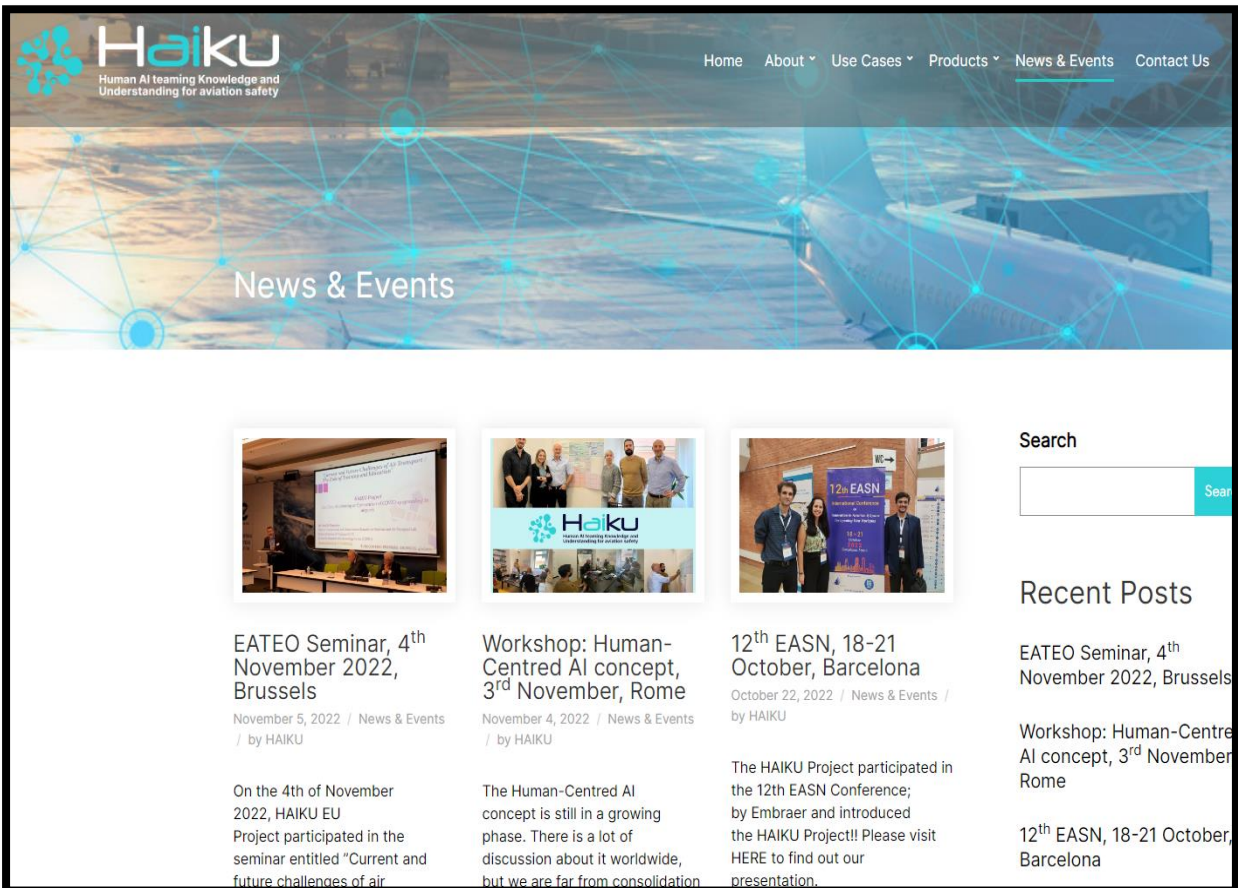 Haiku
Human AI teaming Knowledge and
Understanding for aviation safety
Home About Use Cases Products News & Events Contact Us
News & Events
12th EASN
WC→
Haiku
Human AI teaming Knowledge and
Understanding for aviation safety
EATEO Seminar, 4th
November 2022,
Brussels
November 5, 2022 / News & Events
/ by HAIKU
On the 4th of November
2022, HAIKU EU
Project participated in the
seminar entitled “Current and
future challenges of air
Workshop: Human-
Centred AI concept,
3rd November, Rome
November 4, 2022 / News & Events
/ by HAIKU
The Human-Centred AI
concept is still in a growing
phase. There is a lot of
discussion about it worldwide,
but we are far from consolidation
12th EASN, 18-21
October, Barcelona
October 22, 2022 / News & Events /
by HAIKU
The HAIKU Project participated in
the 12th EASN Conference;
by Embraer and introduced
the HAIKU Project!! Please visit
HERE to find out our
presentation.
Search
Sear
Recent Posts
EATEO Seminar, 4th
November 2022, Brussels
Workshop: Human-Centre
AI concept, 3rd November
Rome
12th EASN, 18-21 October,
Barcelona